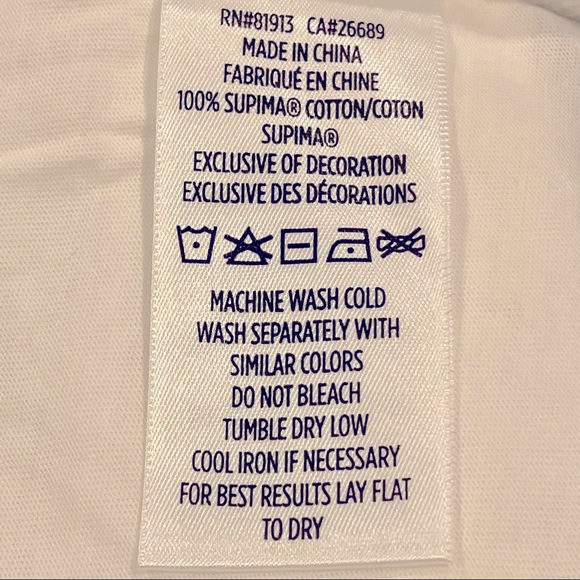 RN#81913 CA#26689
MADE IN CHINA
FABRIQUÉ EN CHINE
100% SUPIMA® COTTON/COTON
SUPIMA®
EXCLUSIVE OF DECORATION
EXCLUSIVE DES DÉCORATIONS
MACHINE WASH COLD
WASH SEPARATELY WITH
SIMILAR COLORS
DO NOT BLEACH
TUMBLE DRY LOW
COOL IRON IF NECESSARY
FOR BEST RESULTS LAY FLAT
TO DRY